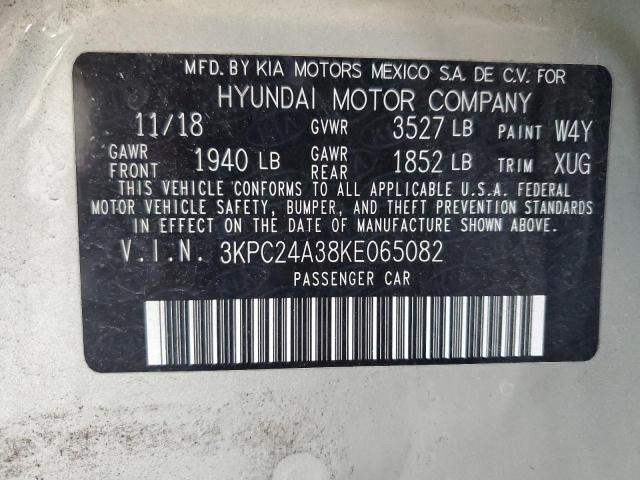 MFD. BY KIA MOTORS MEXICO S.A. DE C.V. FOR
HYUNDAI MOTOR COMPANY
11/18 GVWR 3527 LB PAINT W4Y
GAWR FRONT 1940 LB GAWR REAR 1852 LB TRIM XUG
THIS VEHICLE CONFORMS TO ALL APPLICABLE U.S.A. FEDERAL
MOTOR VEHICLE SAFETY, BUMPER, AND THEFT PREVENTION STANDARDS
IN EFFECT ON THE DATE OF MANUFACTURE SHOWN ABOVE.
V.I.N. 3KPC24A38KE065082
PASSENGER CAR